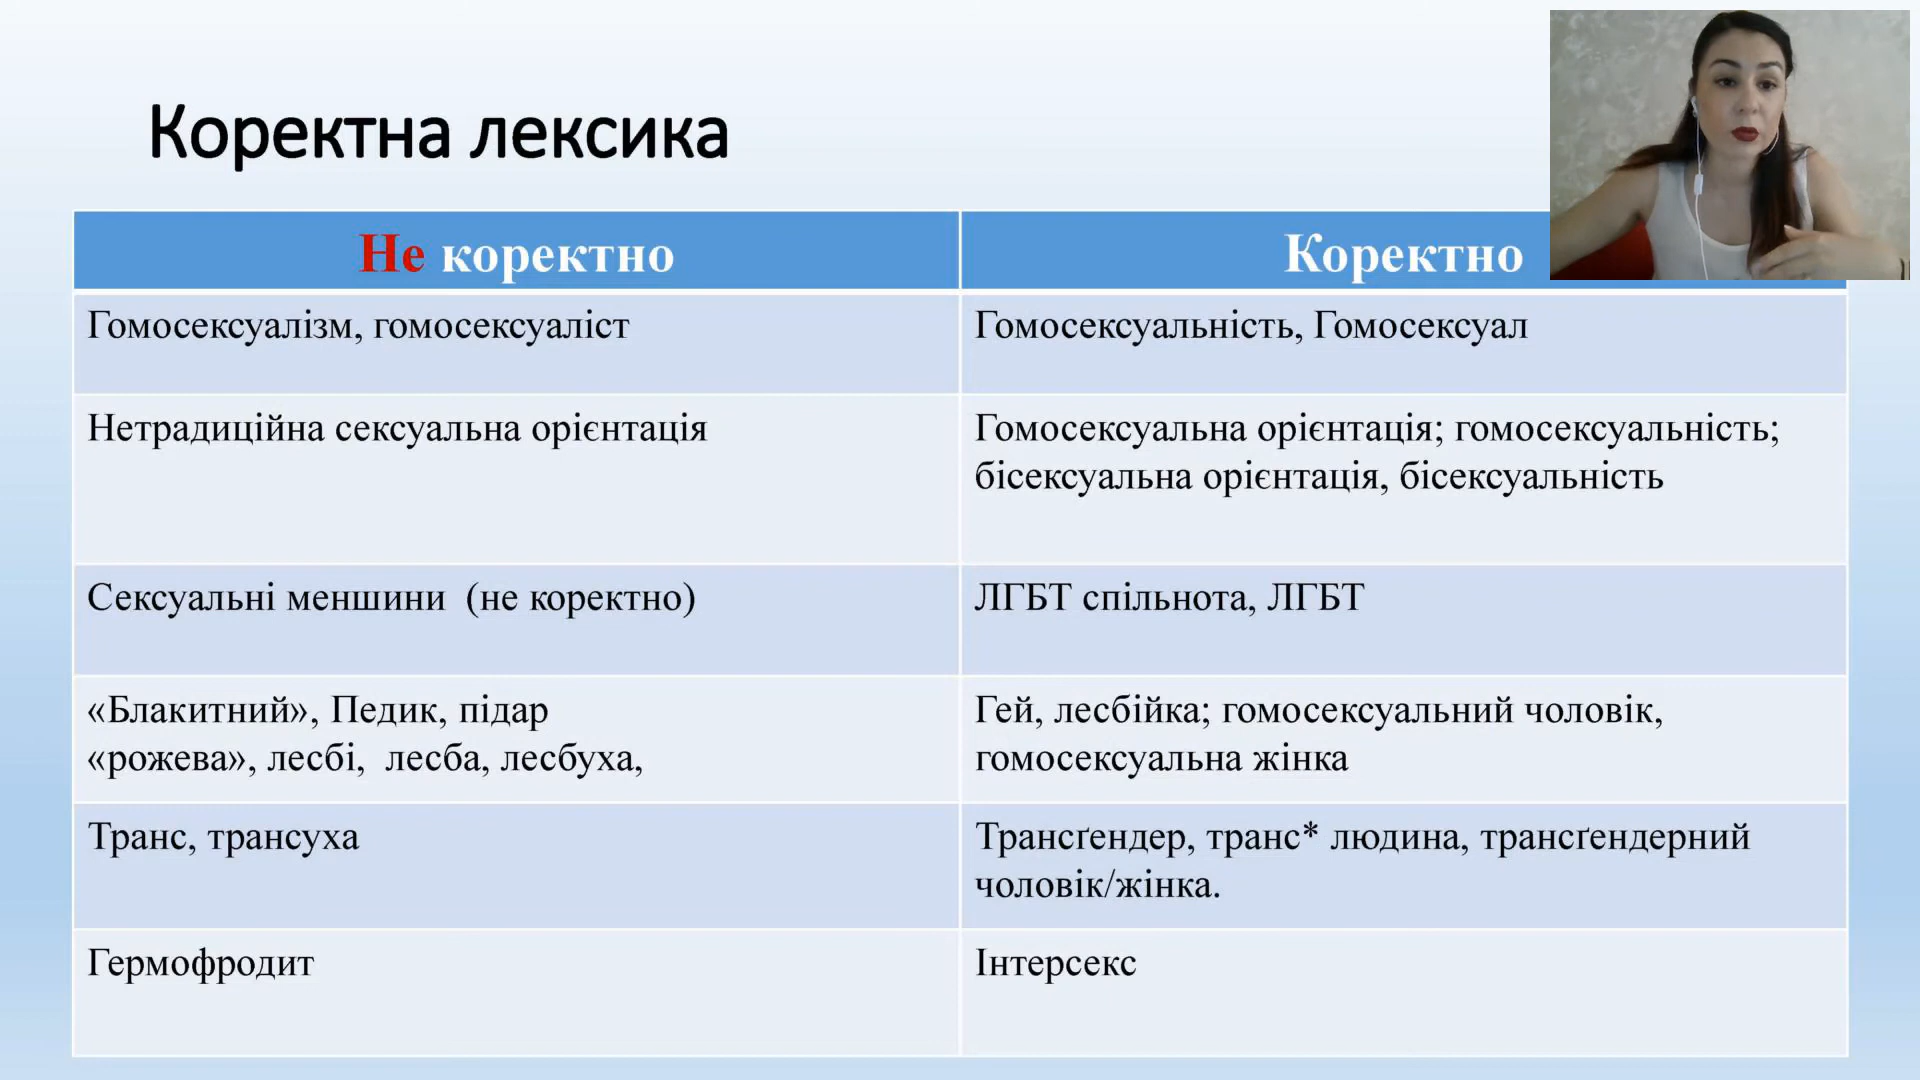 Коректна лексика
Не коректно
Коректно
Гомосексуалізм, гомосексуаліст
Гомосексуальність, Гомосексуал
Нетрадиційна сексуальна орієнтація
Гомосексуальна орієнтація; гомосексуальність;
бісексуальна орієнтація, бісексуальність
Сексуальні меншини (не коректно)
ЛГБТ спільнота, ЛГБТ
«Блакитний», Педик, підар
«рожева», лесбі, лесба, лесбуха,
Гей, лесбійка; гомосексуальний чоловік,
гомосексуальна жінка
Транс, трансуха
Трансґендер, транс* людина, трансґендерний
чоловік/жінка.
Гермофродит
Інтерсекс